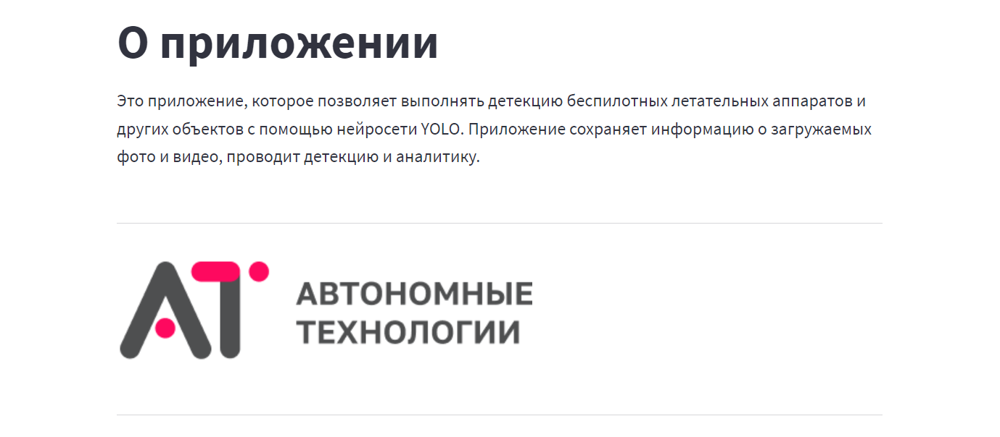 О приложении
Это приложение, которое позволяет выполнять детекцию беспилотных летательных аппаратов и
других объектов с помощью нейросети YOLO. Приложение сохраняет информацию о загружаемых
фото и видео, проводит детекцию и аналитику.
АТ
АВТОНОМНЫЕ
ТЕХНОЛОГИИ